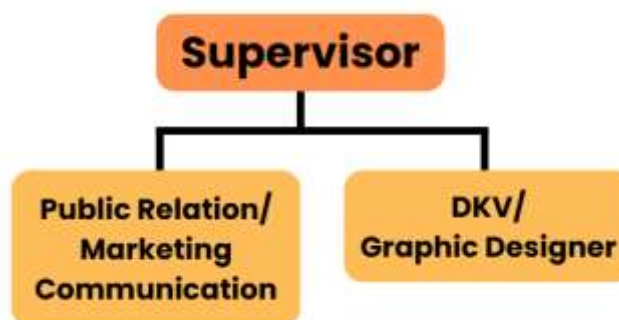 Supervisor
Public Relation/
Marketing
Communication
DKV/
Graphic Designer